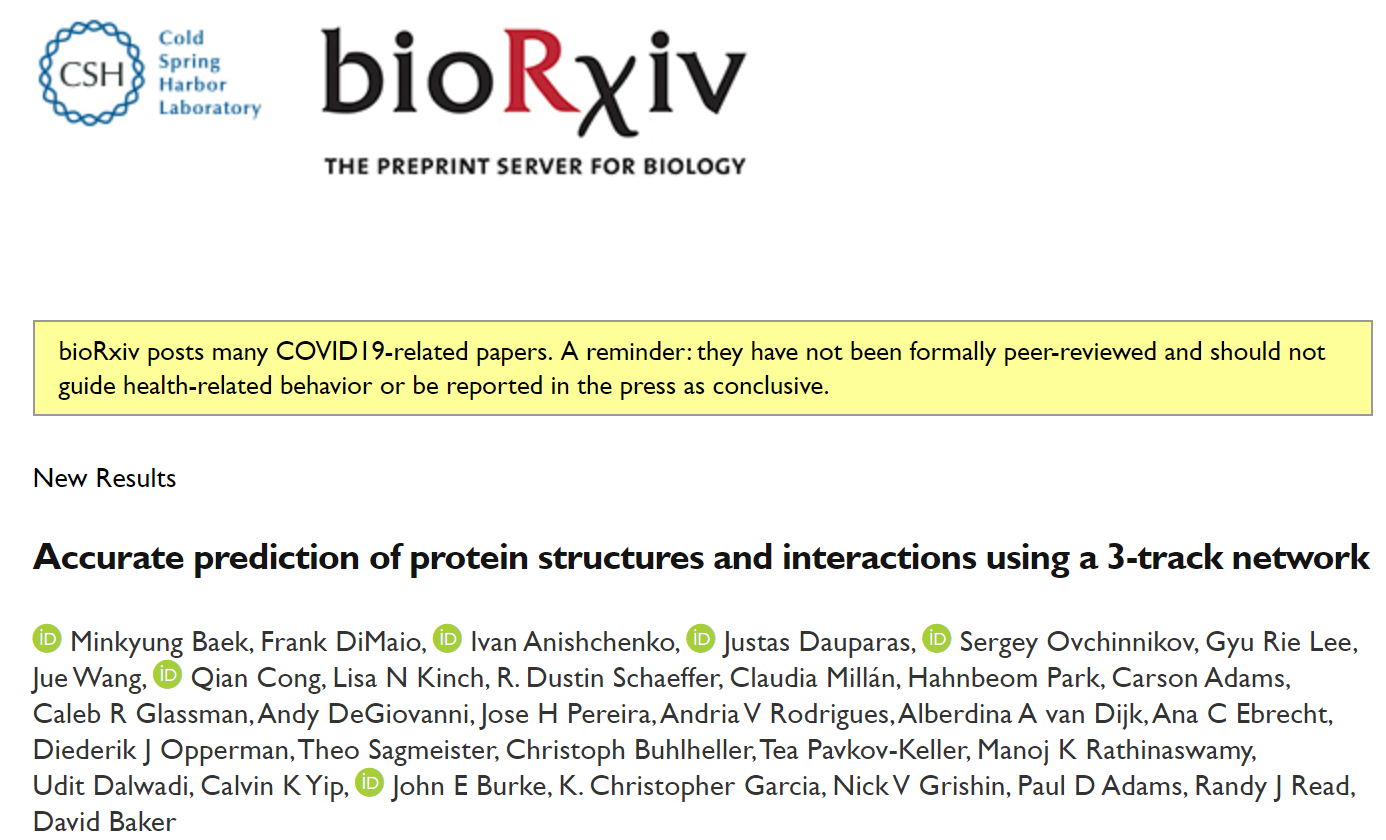 CSH
Cold
Spring
Harbor
Laboratory
bioRxiv
THE PREPRINT SERVER FOR BIOLOGY
bioRxiv posts many COVID19-related papers. A reminder: they have not been formally peer-reviewed and should not
guide health-related behavior or be reported in the press as conclusive.
New Results
Accurate prediction of protein structures and interactions using a 3-track network
iD Minkyung Baek, Frank DiMaio, iD Ivan Anishchenko, iD Justas Dauparas, iD Sergey Ovchinnikov, Gyu Rie Lee,
Jue Wang, iD Qian Cong, Lisa N Kinch, R. Dustin Schaeffer, Claudia Millán, Hahnbeom Park, Carson Adams,
Caleb R Glassman, Andy DeGiovanni, Jose H Pereira, Andria V Rodrigues, Alberdina A van Dijk, Ana C Ebrecht,
Diederik J Opperman, Theo Sagmeister, Christoph Buhlheller, Tea Pavkov-Keller, Manoj K Rathinaswamy,
Udit Dalwadi, Calvin K Yip, iD John E Burke, K. Christopher Garcia, Nick V Grishin, Paul D Adams, Randy J Read,
David Baker